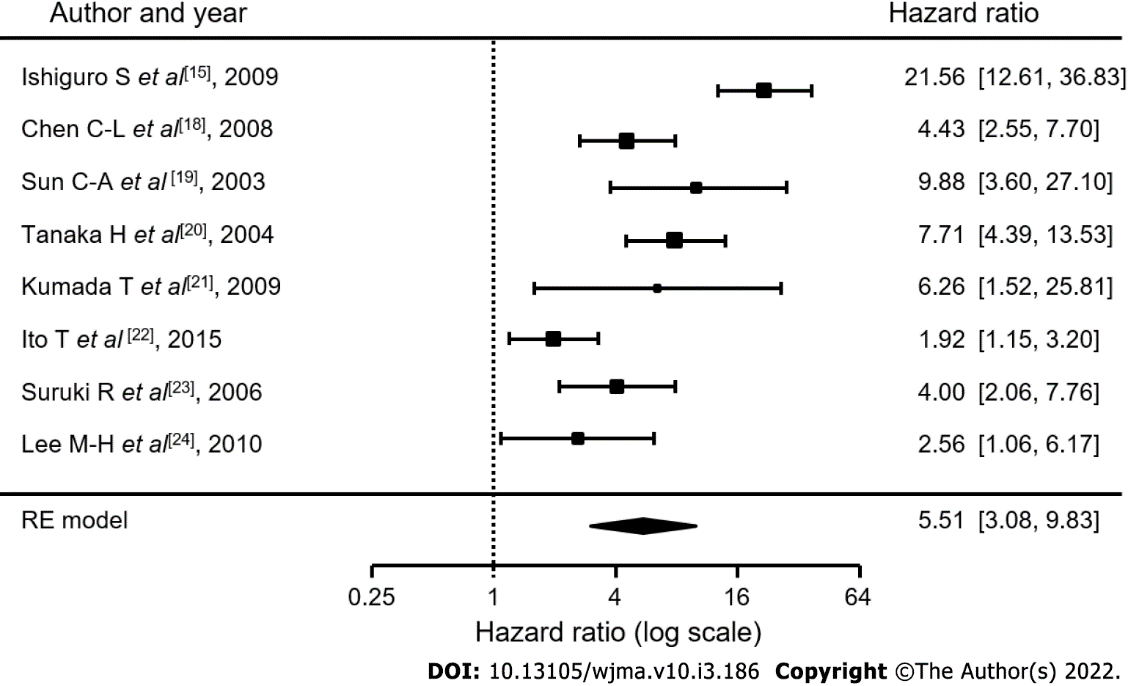 Author and year Hazard ratio
Ishiguro S et al[15], 2009 21.56 [12.61, 36.83]
Chen C-L et al[18], 2008 4.43 [2.55, 7.70]
Sun C-A et al [19], 2003 9.88 [3.60, 27.10]
Tanaka H et al[20], 2004 7.71 [4.39, 13.53]
Kumada T et al[21], 2009 6.26 [1.52, 25.81]
Ito T et al [22], 2015 1.92 [1.15, 3.20]
Suruki R et al[23], 2006 4.00 [2.06, 7.76]
Lee M-H et al[24], 2010 2.56 [1.06, 6.17]
RE model 5.51 [3.08, 9.83]
0.25 1 4 16 64
Hazard ratio (log scale)
DOI: 10.13105/wjma.v10.i3.186 Copyright ©The Author(s) 2022.